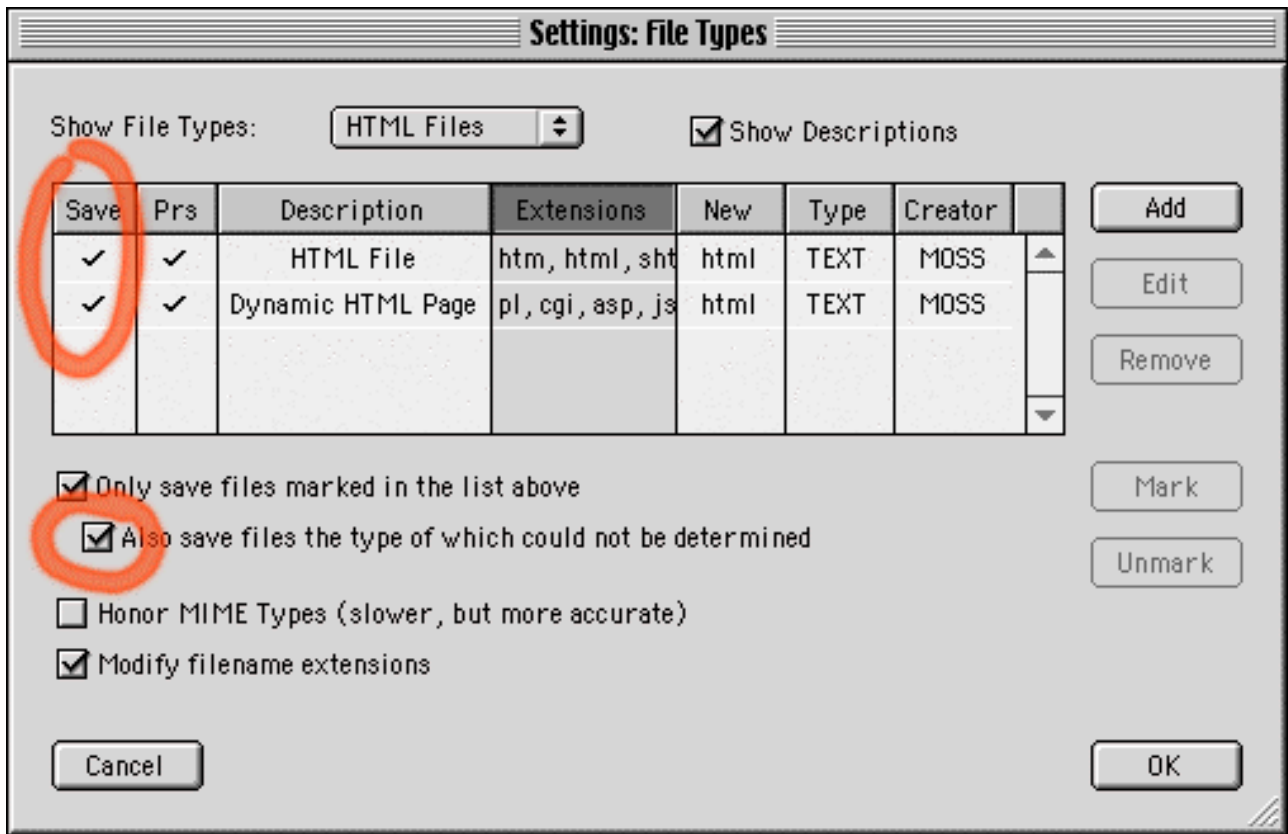 Settings: File Types
Show File Types: HTML Files Show Descriptions
Save Prs Description Extensions New Type Creator Add
HTML File htm, html, sht html TEXT MOSS
Edit
Dynamic HTML Page pl, cgi, asp, js html TEXT MOSS
Remove
Only save files marked in the list above Mark
Also save files the type of which could not be determined
Unmark
Honor MIME Types (slower, but more accurate)
Modify filename extensions
Cancel OK